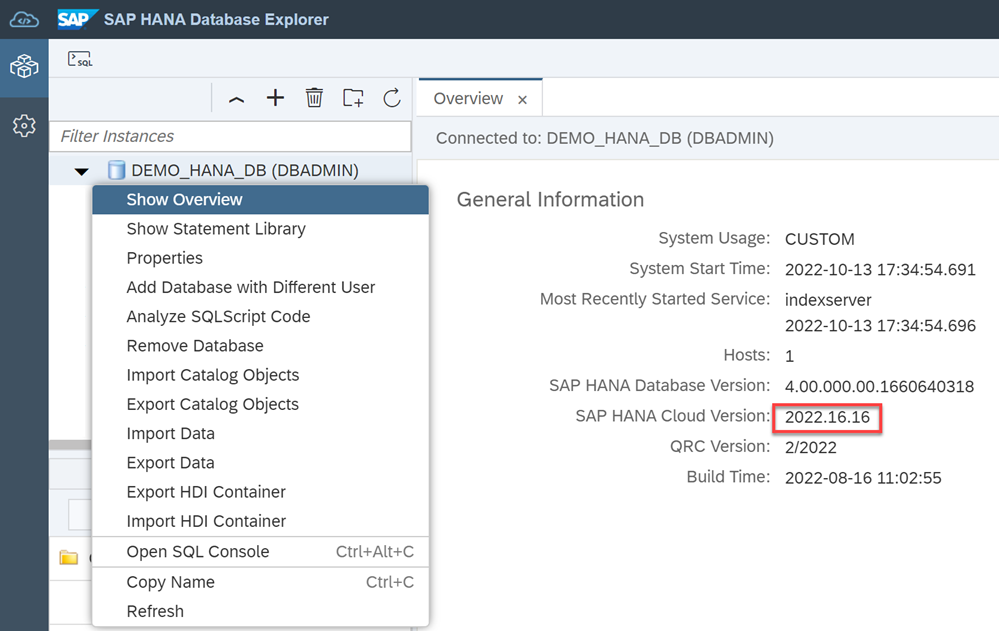 SAP SAP HANA Database Explorer
SQL
Overview ×
Filter Instances
Connected to: DEMO_HANA_DB (DBADMIN)
DEMO_HANA_DB (DBADMIN)
Show Overview
Show Statement Library
Properties
Add Database with Different User
Analyze SQLScript Code
Remove Database
Import Catalog Objects
Export Catalog Objects
Import Data
Export Data
Export HDI Container
Import HDI Container
Open SQL Console Ctrl+Alt+C
Copy Name Ctrl+C
Refresh
General Information
System Usage: CUSTOM
System Start Time: 2022-10-13 17:34:54.691
Most Recently Started Service: indexserver
2022-10-13 17:34:54.696
Hosts: 1
SAP HANA Database Version: 4.00.000.00.1660640318
SAP HANA Cloud Version: 2022.16.16
QRC Version: 2/2022
Build Time: 2022-08-16 11:02:55